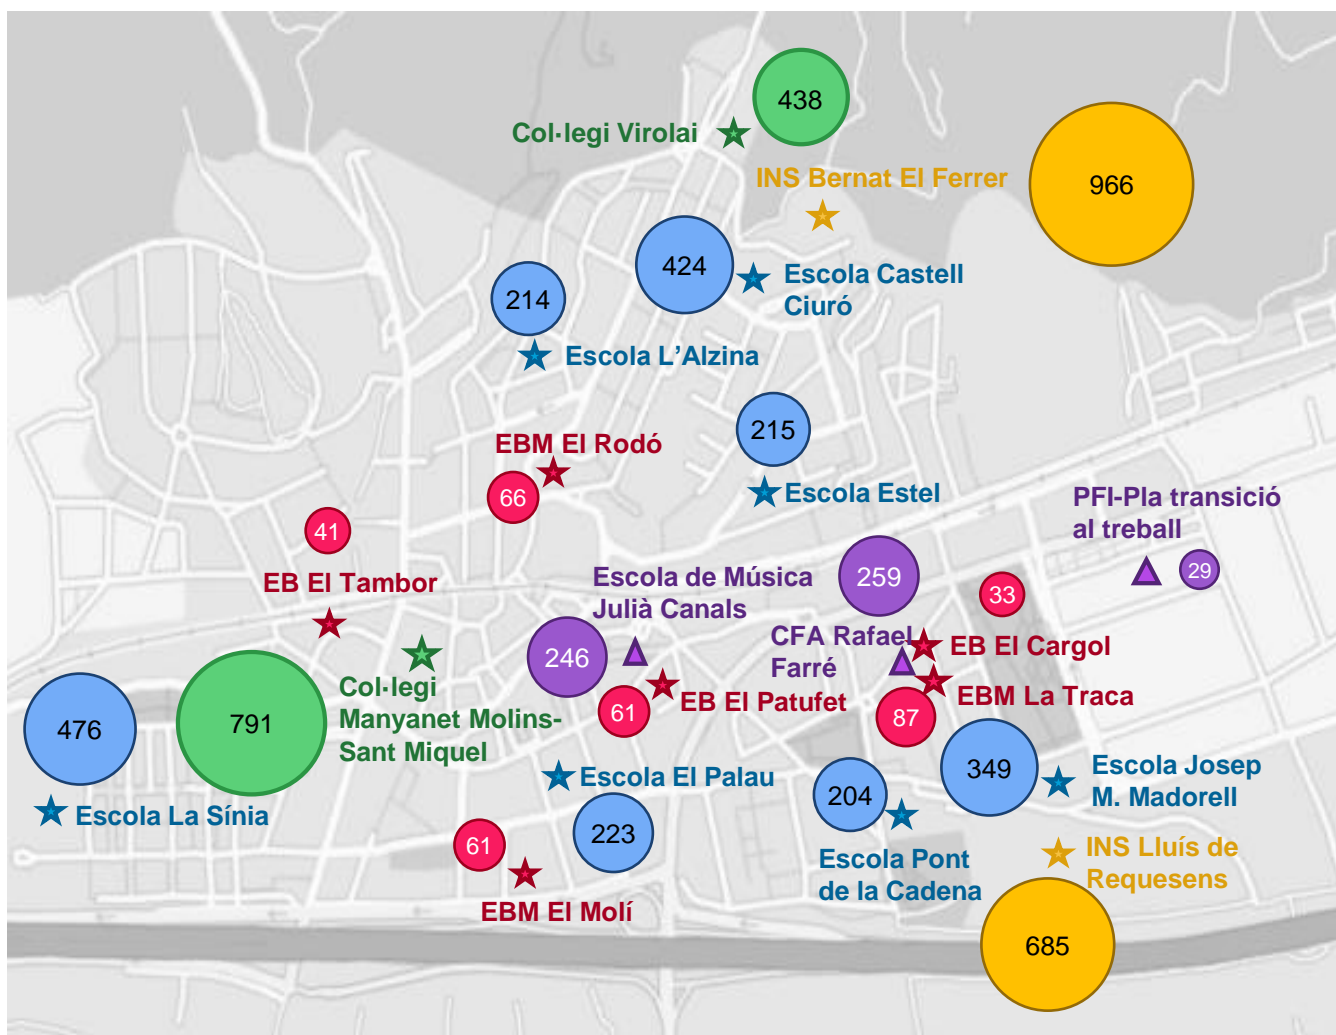 438
Col·legi Virolai
INS Bernat El Ferrer
966
424
Escola Castell
Ciuró
214
Escola L'Alzina
215
EBM El Rodó
66
Escola Estel
PFI-Pla transició
al treball
29
41
EB El Tambor
Escola de Música
Julià Canals
259
33
246
CFA Rafael
Farré
EB El Cargol
EB El Patufet
61
EBM La Traca
87
476
791
Col·legi
Manyanet Molins-
Sant Miquel
Escola La Sínia
Escola El Palau
223
349
Escola Josep
M. Madorell
204
Escola Pont
de la Cadena
61
EBM El Molí
INS Lluís de
Requesens
685